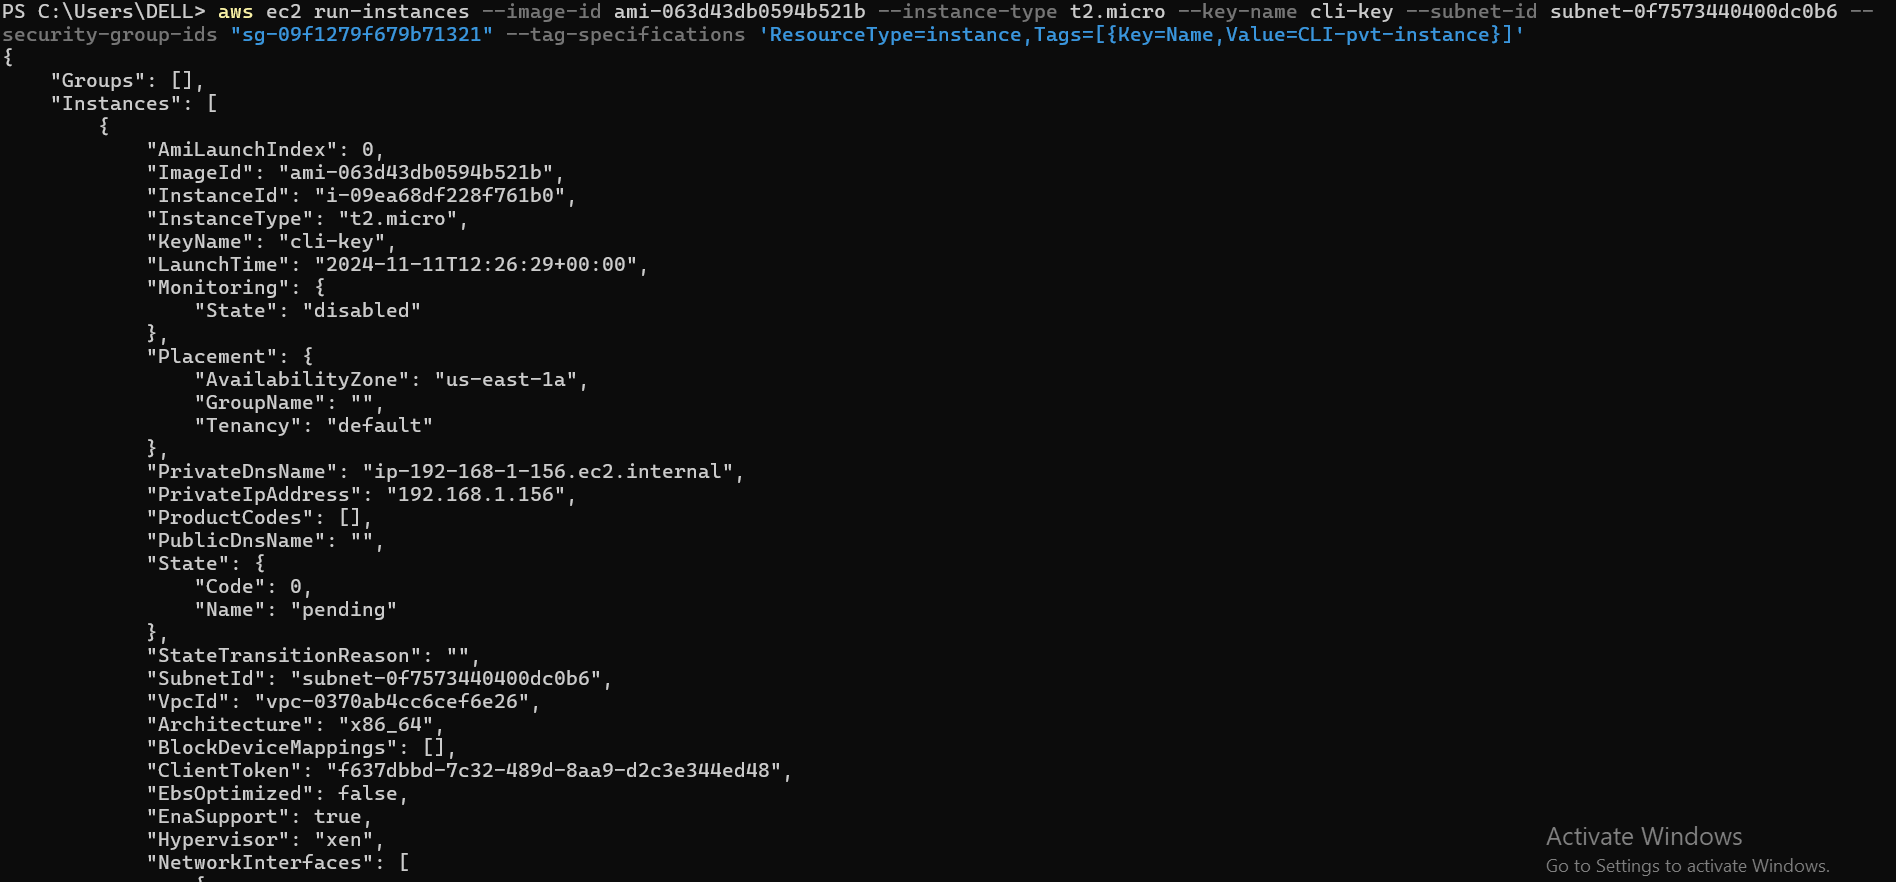 PS C:\Users\DELL> aws ec2 run-instances --image-id ami-063d43db0594b521b --instance-type t2.micro --key-name cli-key --subnet-id subnet-0f7573440400dc0b6 --
security-group-ids "sg-09f1279f679b71321" --tag-specifications 'ResourceType=instance,Tags=[{Key=Name,Value=CLI-pvt-instance}]'
{
    "Groups": [],
    "Instances": [
        {
            "AmiLaunchIndex": 0,
            "ImageId": "ami-063d43db0594b521b",
            "InstanceId": "i-09ea68df228f761b0",
            "InstanceType": "t2.micro",
            "KeyName": "cli-key",
            "LaunchTime": "2024-11-11T12:26:29+00:00",
            "Monitoring": {
                "State": "disabled"
            },
            "Placement": {
                "AvailabilityZone": "us-east-1a",
                "GroupName": "",
                "Tenancy": "default"
            },
            "PrivateDnsName": "ip-192-168-1-156.ec2.internal",
            "PrivateIpAddress": "192.168.1.156",
            "ProductCodes": [],
            "PublicDnsName": "",
            "State": {
                "Code": 0,
                "Name": "pending"
            },
            "StateTransitionReason": "",
            "SubnetId": "subnet-0f7573440400dc0b6",
            "VpcId": "vpc-0370ab4cc6cef6e26",
            "Architecture": "x86_64",
            "BlockDeviceMappings": [],
            "ClientToken": "f637dbbd-7c32-489d-8aa9-d2c3e344ed48",
            "EbsOptimized": false,
            "EnaSupport": true,
            "Hypervisor": "xen",
            "NetworkInterfaces": [
                {
Activate Windows
Go to Settings to activate Windows.